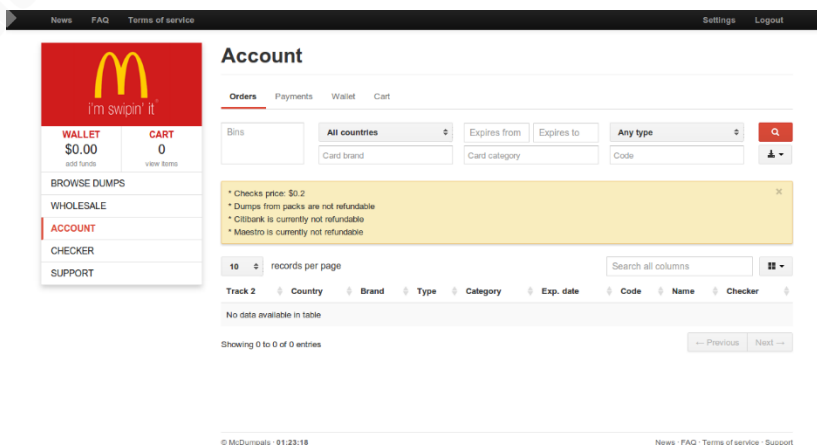 News FAQ Terms of service Settings Logout
i'm swipin' it
WALLET CART
$0.00 0
add funds view items
BROWSE DUMPS
WHOLESALE
ACCOUNT
CHECKER
SUPPORT
Account
Orders Payments Wallet Cart
Bins All countries Expires from Expires to Any type
Card brand Card category Code
* Checks price: $0.2
* Dumps from packs are not refundable
* Citibank is currently not refundable
* Maestro is currently not refundable
×
10 records per page Search all columns
Track 2 Country Brand Type Category Exp. date Code Name Checker
No data available in table
Showing 0 to 0 of 0 entries ← Previous Next →
© McDumpals · 01:23:18 News · FAQ · Terms of service · Support